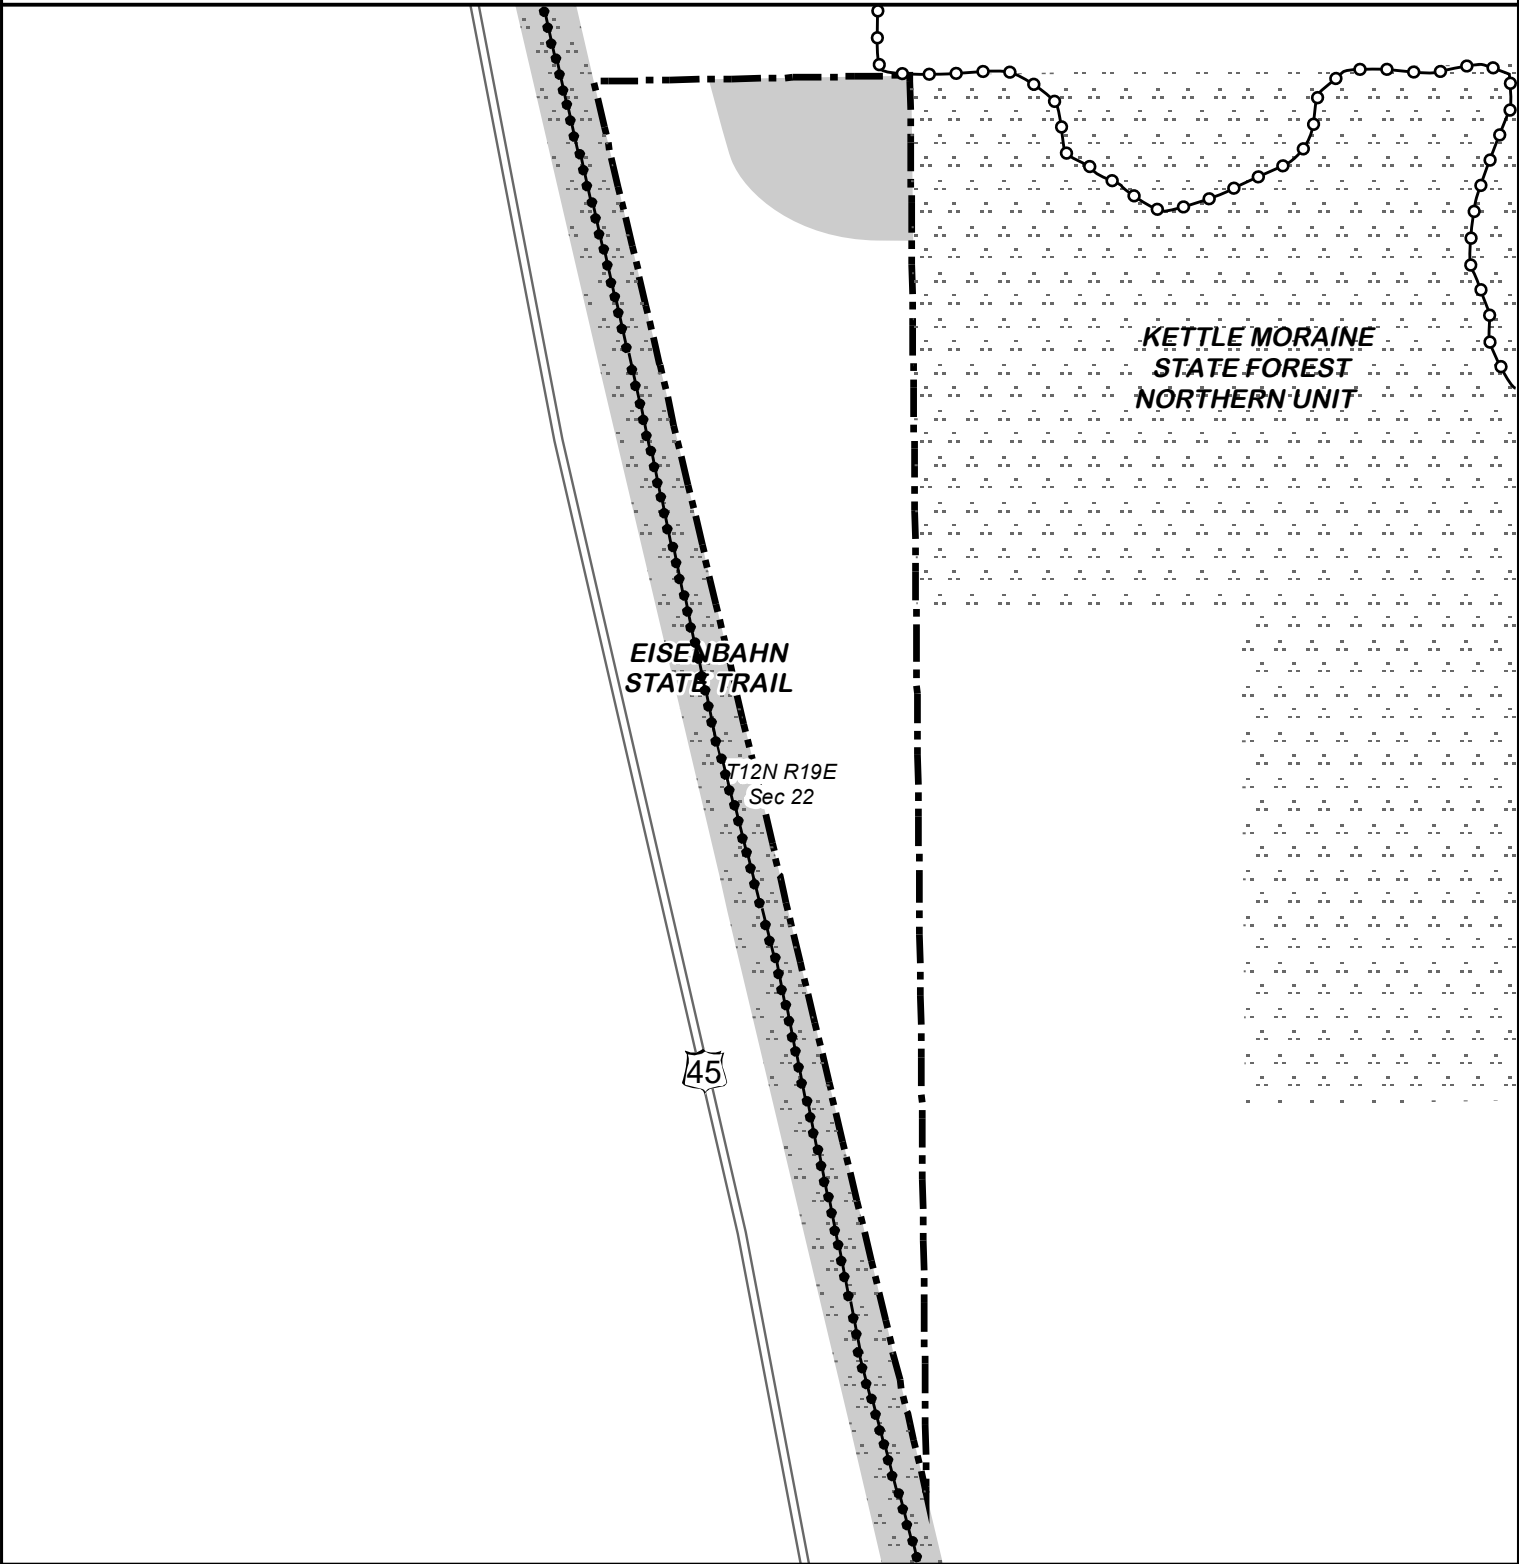 KETTLE MORAINE
STATE FOREST
NORTHERN UNIT
EISENBAHN
STATE TRAIL
T12N R19E
Sec 22
45